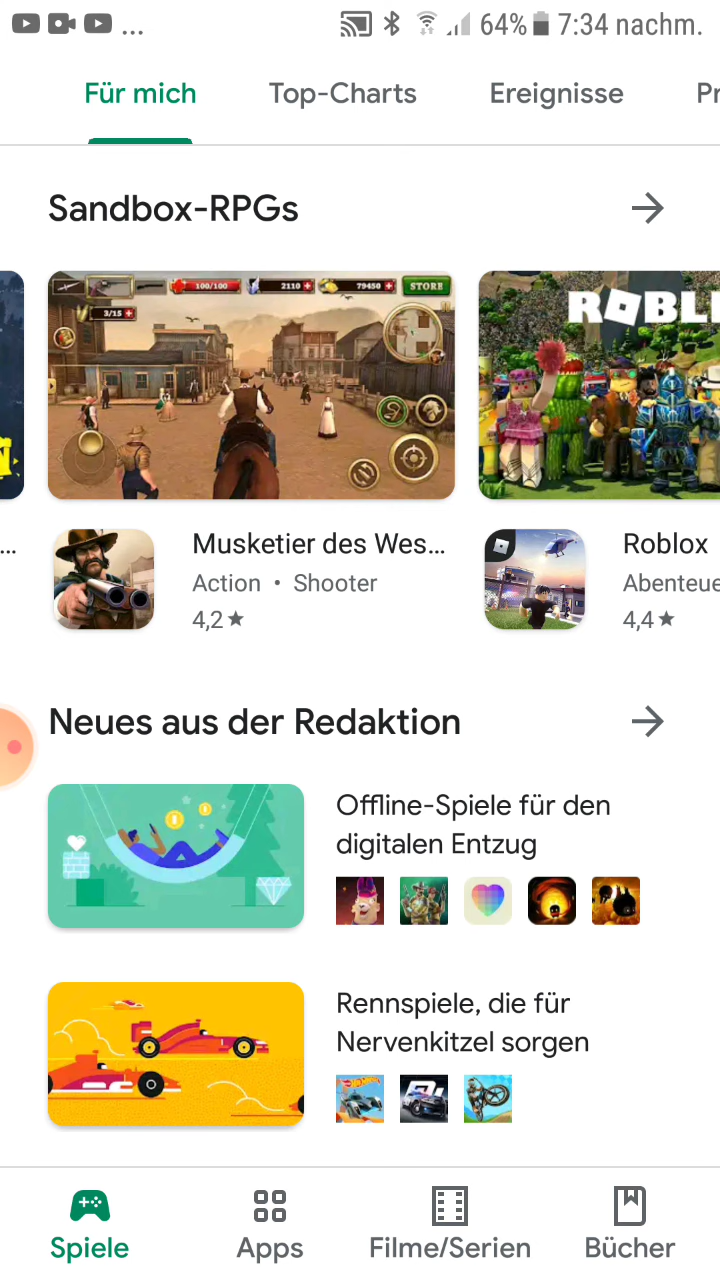 ... 64% 7:34 nachm.
Für mich Top-Charts Ereignisse Pr
Sandbox-RPGs
100/100 2110 79450 STORE
3/15
ROBL
... Musketier des Wes... Roblox
Action • Shooter Abenteue
4,2★ 4,4★
Neues aus der Redaktion
Offline-Spiele für den
digitalen Entzug
Rennspiele, die für
Nervenkitzel sorgen
Spiele Apps Filme/Serien Bücher